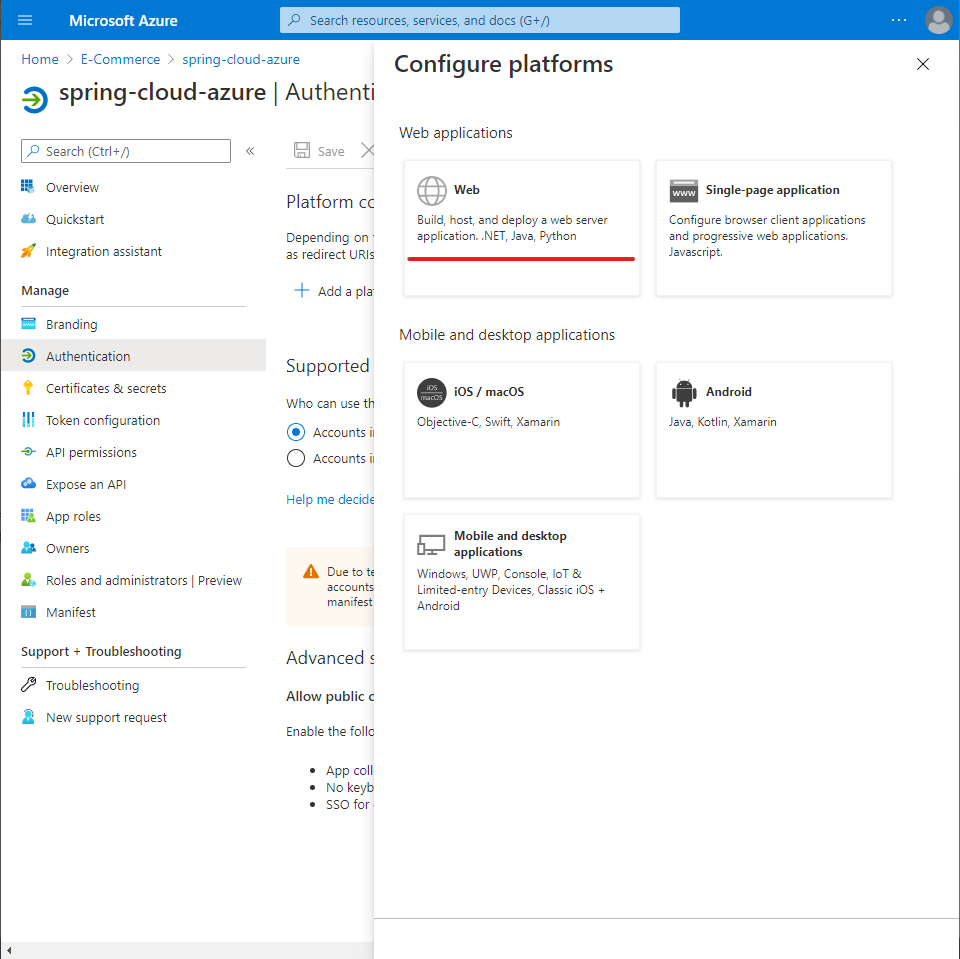 Microsoft Azure
Search resources, services, and docs (G+/)
Home > E-Commerce > spring-cloud-azure
spring-cloud-azure | Authenti
Search (Ctrl+/)
Overview
Quickstart
Integration assistant
Manage
Branding
Authentication
Certificates & secrets
Token configuration
API permissions
Expose an API
App roles
Owners
Roles and administrators | Preview
Manifest
Support + Troubleshooting
Troubleshooting
New support request
Save
Platform co
Depending on
as redirect URIs
Add a pla
Supported
Who can use th
Accounts i
Accounts i
Help me decide
Due to te
accounts
manifest
Advanced s
Allow public c
Enable the follo
App coll
No keyb
SSO for
Configure platforms
Web applications
Web
Build, host, and deploy a web server
application. .NET, Java, Python
www
Single-page application
Configure browser client applications
and progressive web applications.
Javascript.
Mobile and desktop applications
iOS
macOS
iOS / macOS
Objective-C, Swift, Xamarin
Android
Java, Kotlin, Xamarin
Mobile and desktop
applications
Windows, UWP, Console, IoT &
Limited-entry Devices, Classic iOS +
Android